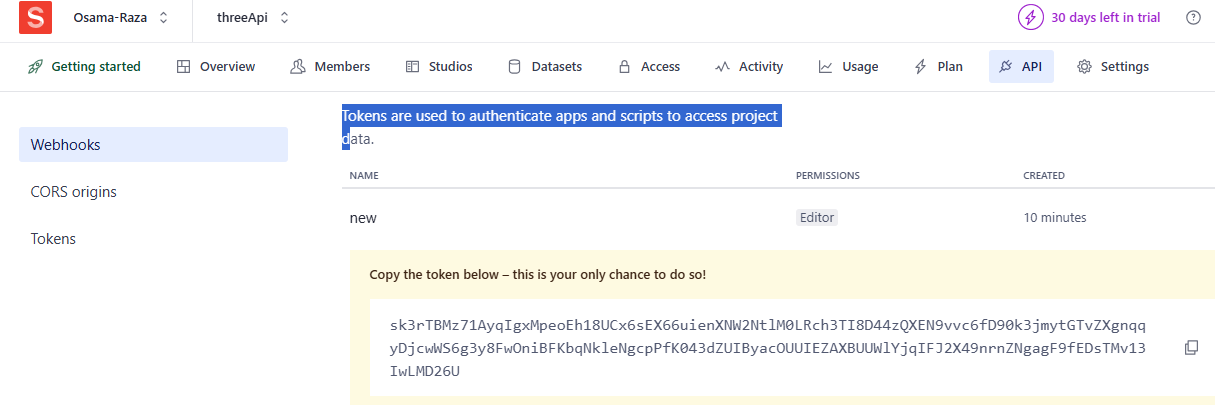 S Osama-Raza threeApi 30 days left in trial
Getting started Overview Members Studios Datasets Access Activity Usage Plan API Settings
Webhooks
CORS origins
Tokens
Tokens are used to authenticate apps and scripts to access project
data.
NAME PERMISSIONS CREATED
new Editor 10 minutes
Copy the token below – this is your only chance to do so!
sk3rTBMz71AyqIgxMpeoEh18UCx6sEX66uienXNW2NtlM0LRch3TI8D44zQXEN9vvc6fD90k3jmytGTvZXgnqq
yDjcwWS6g3y8FwOniBFKbqNkleNgcpPfK043dZUIByacOUUIEZAXBUUWlYjqIFJ2X49nrnZNgagF9fEDsTMv13
IwLMD26U